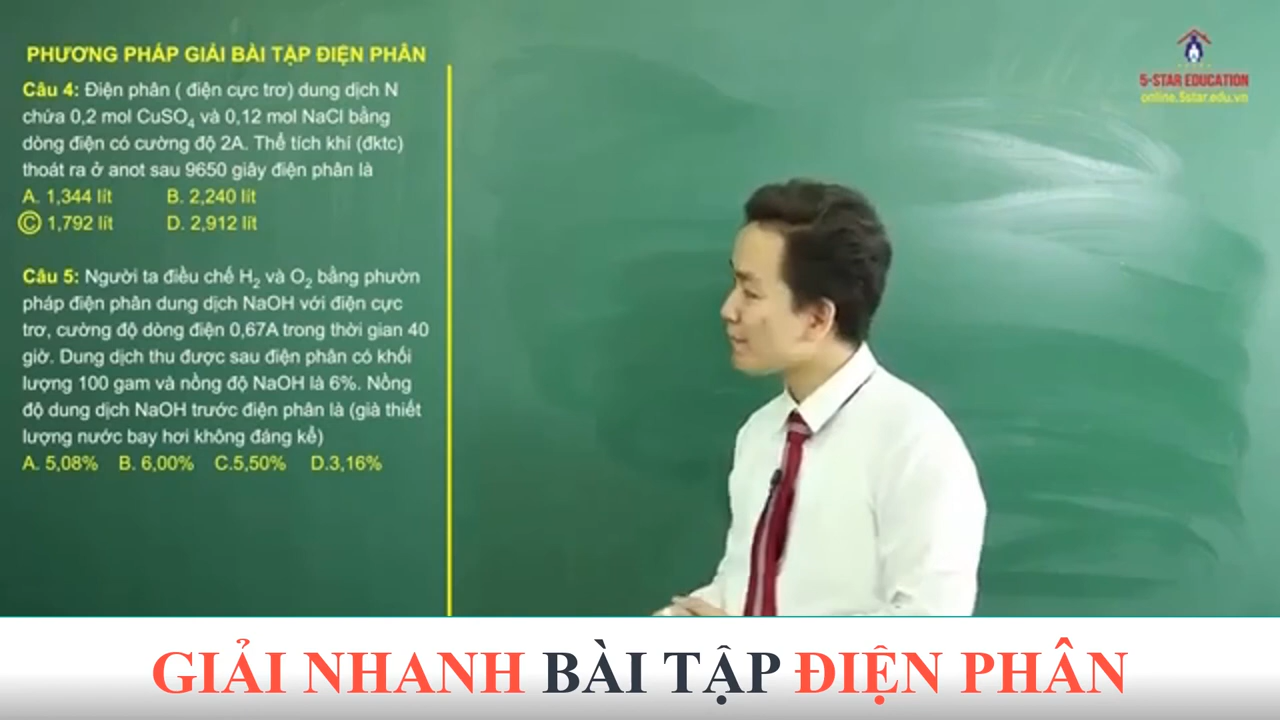 PHƯƠNG PHÁP GIẢI BÀI TẬP ĐIỆN PHÂN
Câu 4: Điện phân ( điện cực trơ) dung dịch N
chứa 0,2 mol CuSO₄ và 0,12 mol NaCl bằng
dòng điện có cường độ 2A. Thể tích khí (đktc)
thoát ra ở anot sau 9650 giây điện phân là
A. 1,344 lít B. 2,240 lít
C 1,792 lít D. 2,912 lít
Câu 5: Người ta điều chế H₂ và O₂ bằng phườn
pháp điện phân dung dịch NaOH với điện cực
trơ, cường độ dòng điện 0,67A trong thời gian 40
giờ. Dung dịch thu được sau điện phân có khối
lượng 100 gam và nồng độ NaOH là 6%. Nồng
độ dung dịch NaOH trước điện phân là (giả thiết
lượng nước bay hơi không đáng kể)
A. 5,08% B. 6,00% C.5,50% D.3,16%
5-STAR EDUCATION
online.5star.edu.vn
GIẢI NHANH BÀI TẬP ĐIỆN PHÂN